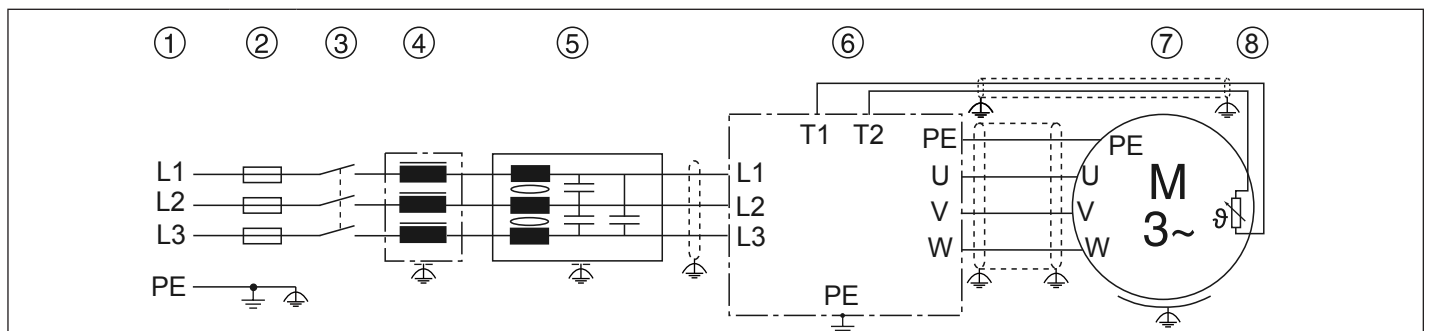 ① ② ③ ④ ⑤ ⑥ ⑦ ⑧
T1 T2
PE PE
L1 L1 U U M
L2 L2 V V 3~ ϑ
L3 L3 W W
PE PE